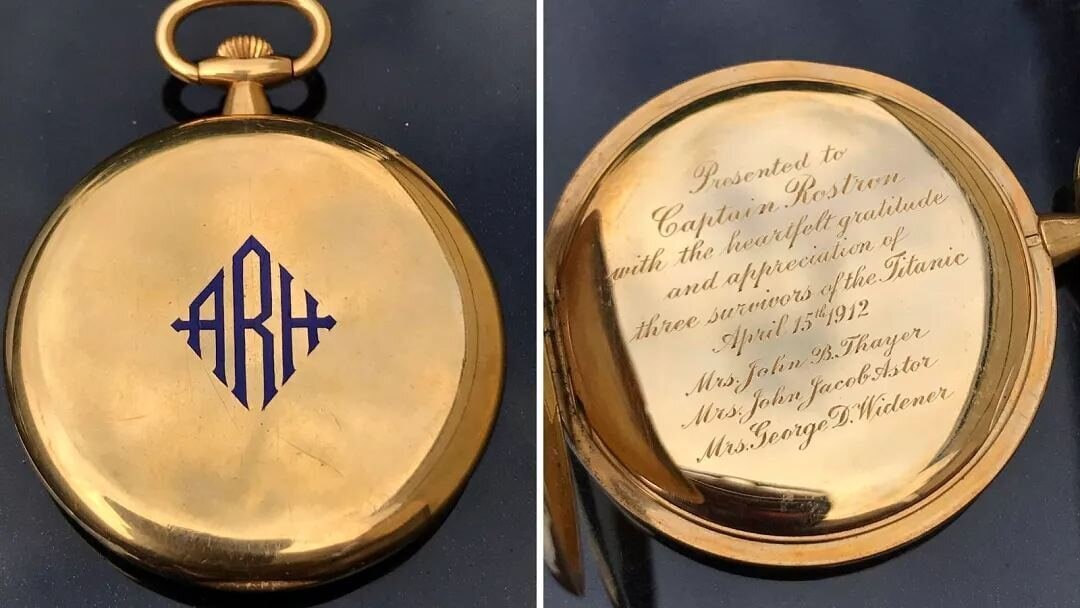 ARH
Presented to
Captain Rostron
with the heartfelt gratitude
and appreciation of
three survivors of the Titanic
April 15th 1912
Mrs. John B. Thayer
Mrs. John Jacob Astor
Mrs. George D. Widener